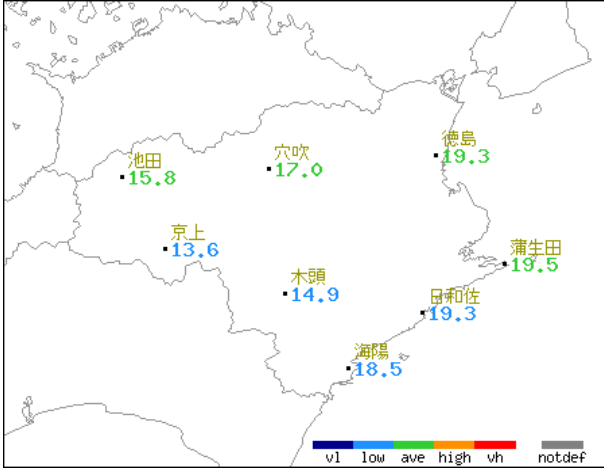 徳島
19.3
穴吹
17.0
池田
15.8
京上
13.6
蒲生田
19.5
木頭
14.9
日和佐
19.3
海陽
18.5
vl low ave high vh notdef